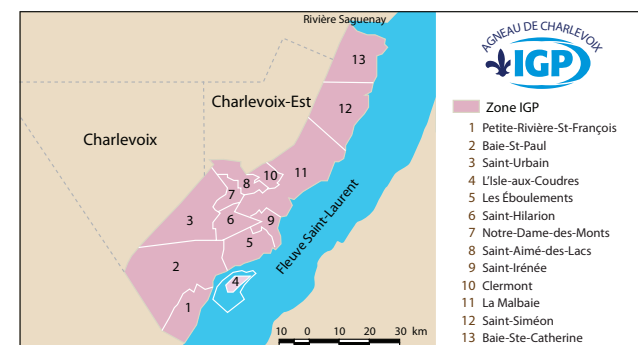 Rivière Saguenay
13
Charlevoix-Est
12
Charlevoix
10
11
8
7
3
6
9
5
Fleuve Saint-Laurent
2
4
1
10 0 10 20 30 km
AGNEAU DE CHARLEVOIX
IGP
Zone IGP
1 Petite-Rivière-St-François
2 Baie-St-Paul
3 Saint-Urbain
4 L'Isle-aux-Coudres
5 Les Éboulements
6 Saint-Hilarion
7 Notre-Dame-des-Monts
8 Saint-Aimé-des-Lacs
9 Saint-Irénée
10 Clermont
11 La Malbaie
12 Saint-Siméon
13 Baie-Ste-Catherine